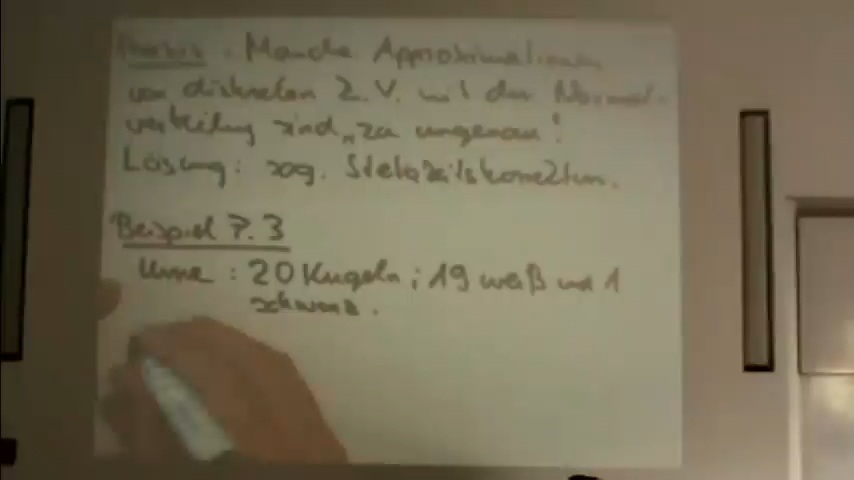 Manche Approximationen
von diskreten Z.V. mit der Normal-
verteilung sind „zu ungenau!
Lösung: sog. Stetigkeitskorrektur.
Beispiel 7.3
Urne : 20 Kugeln ; 19 weiß und 1
schwarz.